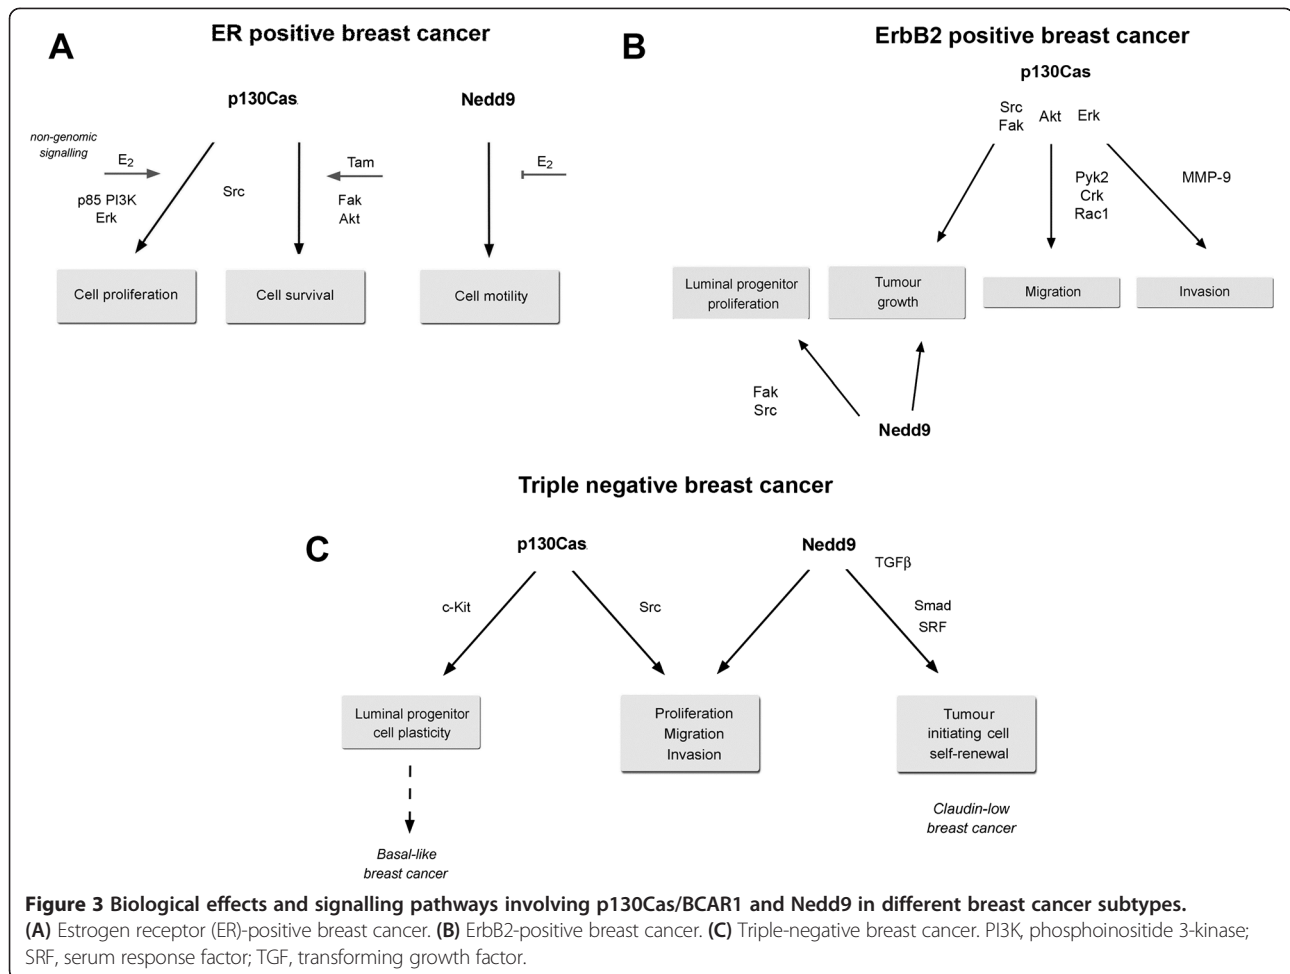 A
ER positive breast cancer
p130Cas
Nedd9
non-genomic
signalling
E2
p85 PI3K
Erk
Src
Tam
Fak
Akt
E2
Cell proliferation
Cell survival
Cell motility
B
ErbB2 positive breast cancer
p130Cas
Src
Fak
Akt
Erk
Pyk2
Crk
Rac1
MMP-9
Luminal progenitor
proliferation
Tumour
growth
Migration
Invasion
Fak
Src
Nedd9
Triple negative breast cancer
C
p130Cas
Nedd9
TGFβ
c-Kit
Src
Smad
SRF
Luminal progenitor
cell plasticity
Proliferation
Migration
Invasion
Tumour
initiating cell
self-renewal
Basal-like
breast cancer
Claudin-low
breast cancer
Figure 3 Biological effects and signalling pathways involving p130Cas/BCAR1 and Nedd9 in different breast cancer subtypes.
(A) Estrogen receptor (ER)-positive breast cancer. (B) ErbB2-positive breast cancer. (C) Triple-negative breast cancer. PI3K, phosphoinositide 3-kinase;
SRF, serum response factor; TGF, transforming growth factor.